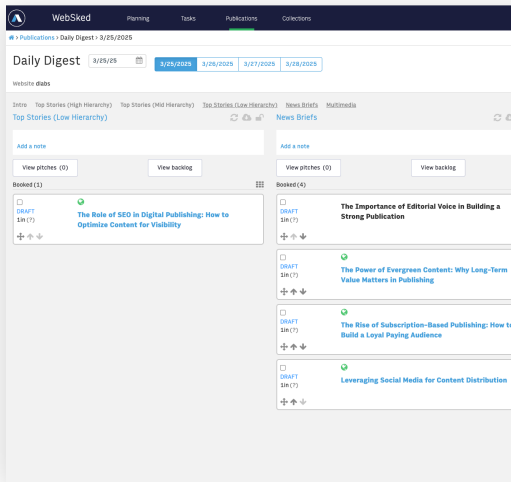 WebSked
Planning Tasks Publications Collections
> Publications > Daily Digest > 3/25/2025
Daily Digest 3/25/25 3/25/2025 3/26/2025 3/27/2025 3/28/2025
Website dlabs
Intro Top Stories (High Hierarchy) Top Stories (Mid Hierarchy) Top Stories (Low Hierarchy) News Briefs Multimedia
Top Stories (Low Hierarchy)
Add a note
View pitches (0) View backlog
Booked (1)
DRAFT
1in (?)
The Role of SEO in Digital Publishing: How to
Optimize Content for Visibility
News Briefs
Add a note
View pitches (0) View backlog
Booked (4)
DRAFT
1in (?)
The Importance of Editorial Voice in Building a
Strong Publication
DRAFT
1in (?)
The Power of Evergreen Content: Why Long-Term
Value Matters in Publishing
DRAFT
1in (?)
The Rise of Subscription-Based Publishing: How to
Build a Loyal Paying Audience
DRAFT
1in (?)
Leveraging Social Media for Content Distribution